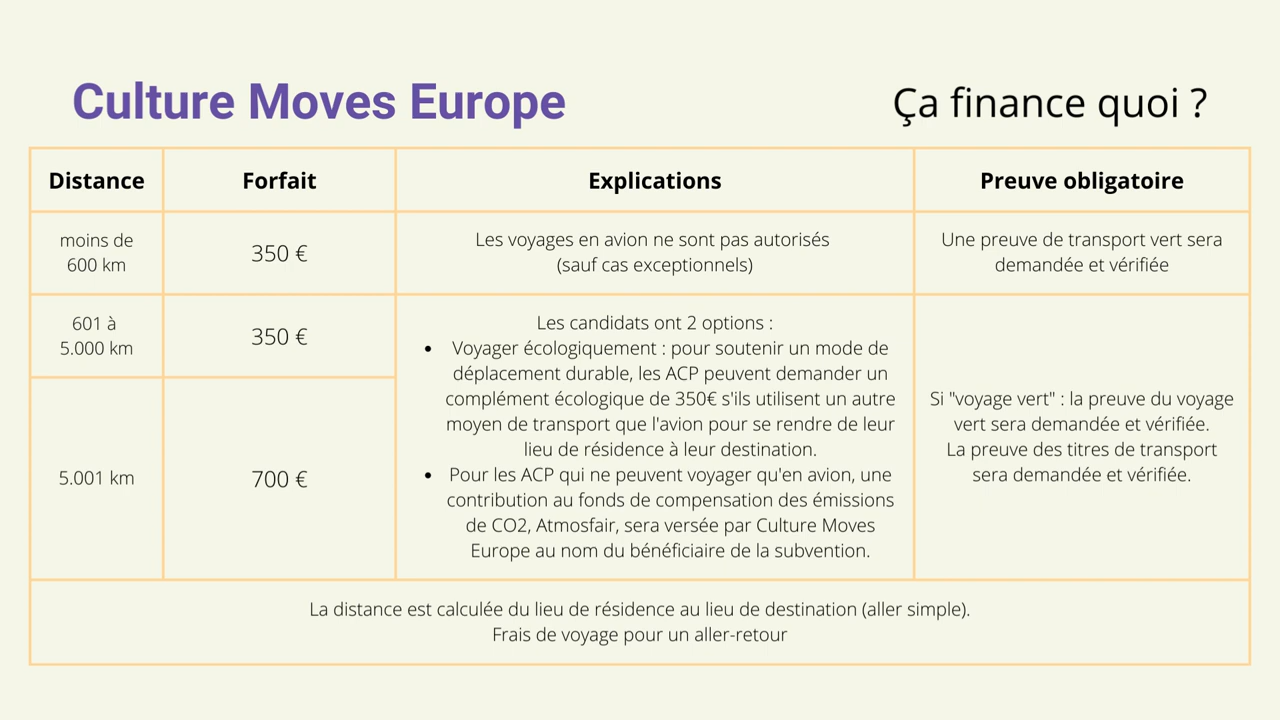 Culture Moves Europe
Ça finance quoi ?
Distance
Forfait
Explications
Preuve obligatoire
moins de
600 km
350 €
Les voyages en avion ne sont pas autorisés
(sauf cas exceptionnels)
Une preuve de transport vert sera
demandée et vérifiée
601 à
5.000 km
350 €
Les candidats ont 2 options :
• Voyager écologiquement : pour soutenir un mode de
déplacement durable, les ACP peuvent demander un
complément écologique de 350€ s'ils utilisent un autre
moyen de transport que l'avion pour se rendre de leur
lieu de résidence à leur destination.
• Pour les ACP qui ne peuvent voyager qu'en avion, une
contribution au fonds de compensation des émissions
de CO2, Atmosfair, sera versée par Culture Moves
Europe au nom du bénéficiaire de la subvention.
Si "voyage vert" : la preuve du voyage
vert sera demandée et vérifiée.
La preuve des titres de transport
sera demandée et vérifiée.
5.001 km
700 €
La distance est calculée du lieu de résidence au lieu de destination (aller simple).
Frais de voyage pour un aller-retour